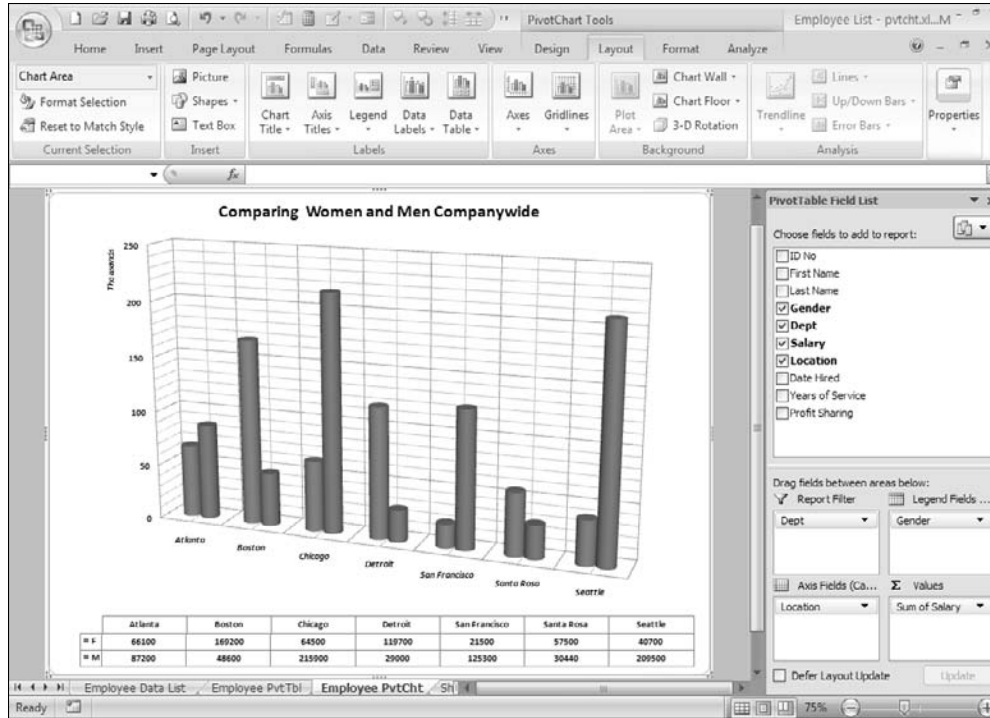 PivotChart Tools Employee List - pvtcht.xl...M
Home Insert Page Layout Formulas Data Review View Design Layout Format Analyze
Chart Area
Format Selection
Reset to Match Style
Current Selection
Picture
Shapes
Text Box
Insert
Chart Title
Axis Titles
Legend
Data Labels
Data Table
Labels
Axes
Gridlines
Axes
Plot Area
Chart Wall
Chart Floor
3-D Rotation
Background
Trendline
Lines
Up/Down Bars
Error Bars
Analysis
Properties
fx
Comparing Women and Men Companywide
Thousands
250
200
150
100
50
0
Atlanta Boston Chicago Detroit San Francisco Santa Rosa Seattle
Atlanta Boston Chicago Detroit San Francisco Santa Rosa Seattle
F 66100 169200 64500 119700 21500 57500 40700
M 87200 48600 215900 29000 125300 30440 209500
PivotTable Field List
Choose fields to add to report:
ID No
First Name
Last Name
Gender
Dept
Salary
Location
Date Hired
Years of Service
Profit Sharing
Drag fields between areas below:
Report Filter Legend Fields ...
Dept Gender
Axis Fields (Ca... Σ Values
Location Sum of Salary
Defer Layout Update Update
Employee Data List Employee PvtTbl Employee PvtCht Sh
Ready 75%